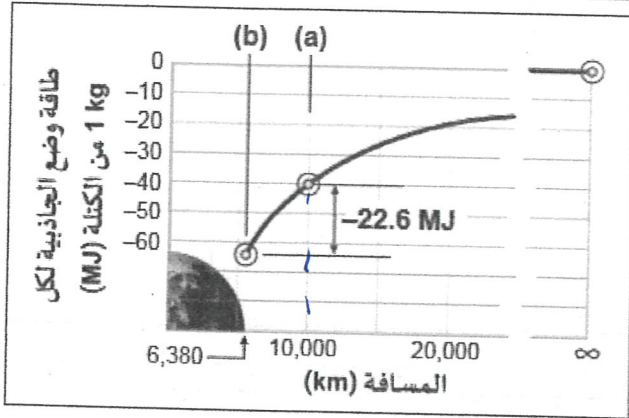 (b) (a)
طاقة وضع الجاذبية لكل
1 kg من الكتلة (MJ)
0
–10
–20
–30
–40
–50
–60
–22.6 MJ
6,380
10,000
20,000
∞
المسافة (km)